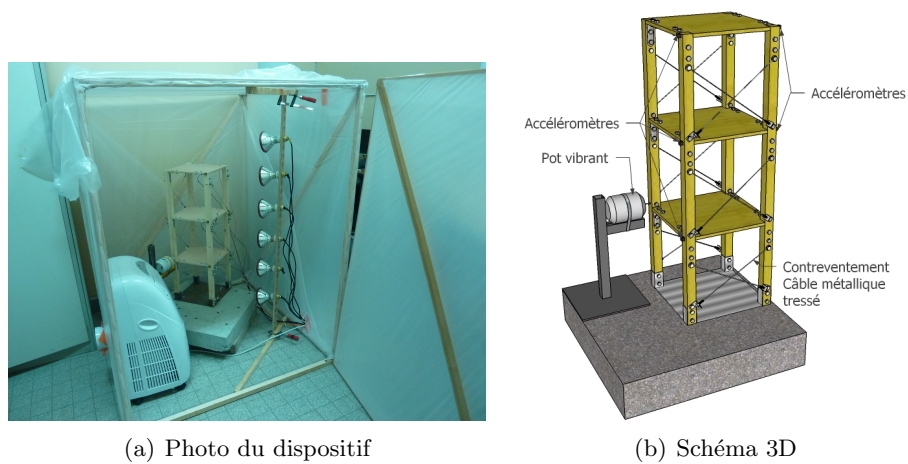 Accéléromètres
Accéléromètres
Pot vibrant
Contreventement
Câble métallique
tressé
(a) Photo du dispositif
(b) Schéma 3D